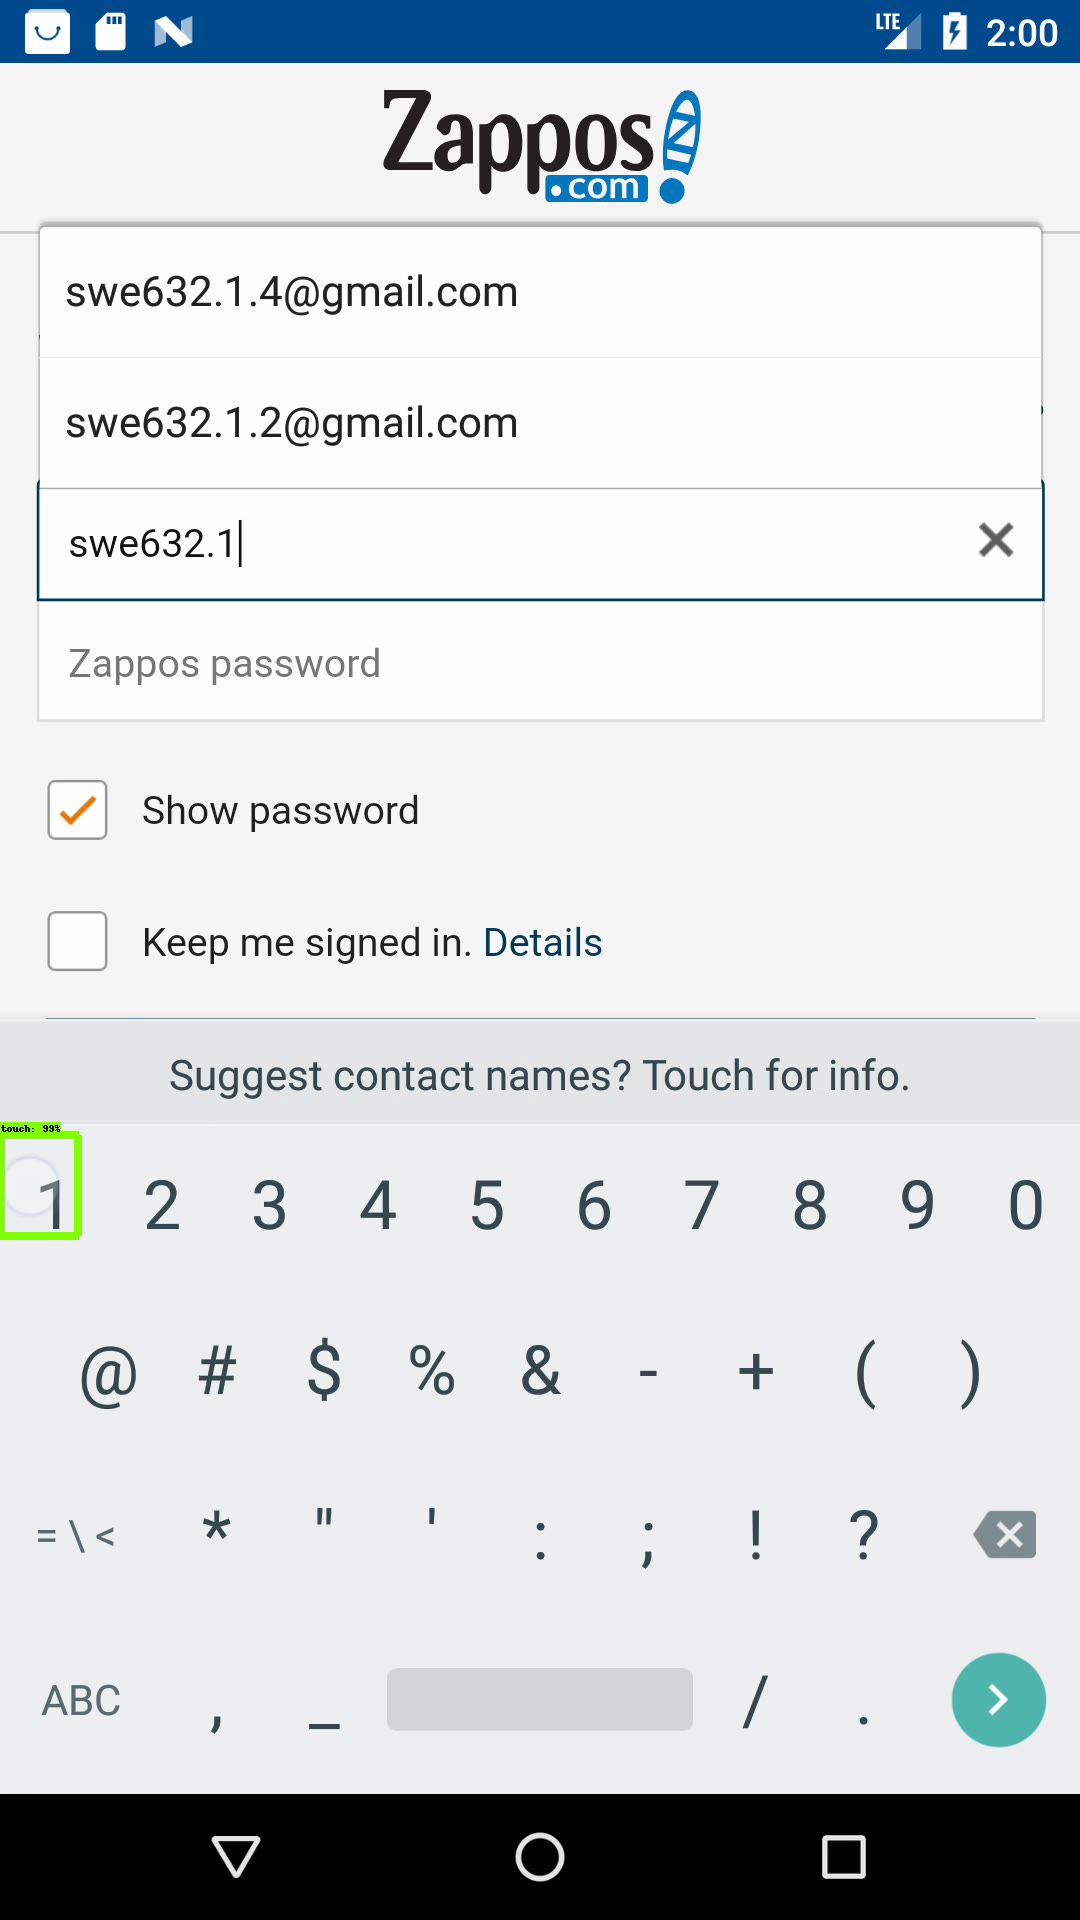 LTE 2:00
Zappos
.com
swe632.1.4@gmail.com
swe632.1.2@gmail.com
swe632.1
Zappos password
Show password
Keep me signed in. Details
Suggest contact names? Touch for info.
touch: 99%
1 2 3 4 5 6 7 8 9 0
@ # $ % & - + ( )
= \ < * " ' : ; ! ?
ABC , _ / .